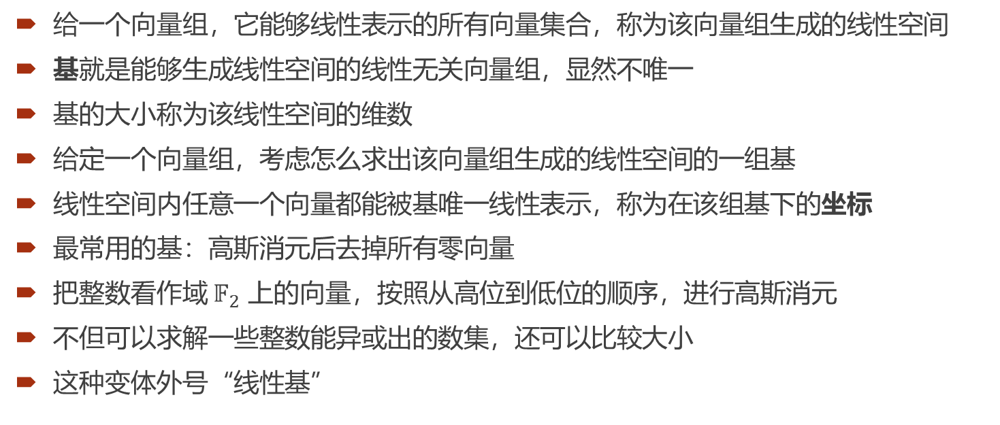 给一个向量组，它能够线性表示的所有向量集合，称为该向量组生成的线性空间
基就是能够生成线性空间的线性无关向量组，显然不唯一
基的大小称为该线性空间的维数
给定一个向量组，考虑怎么求出该向量组生成的线性空间的一组基
线性空间内任意一个向量都能被基唯一线性表示，称为在该组基下的坐标
最常用的基：高斯消元后去掉所有零向量
把整数看作域 𝔽₂ 上的向量，按照从高位到低位的顺序，进行高斯消元
不但可以求解一些整数能异或出的数集，还可以比较大小
这种变体外号“线性基”